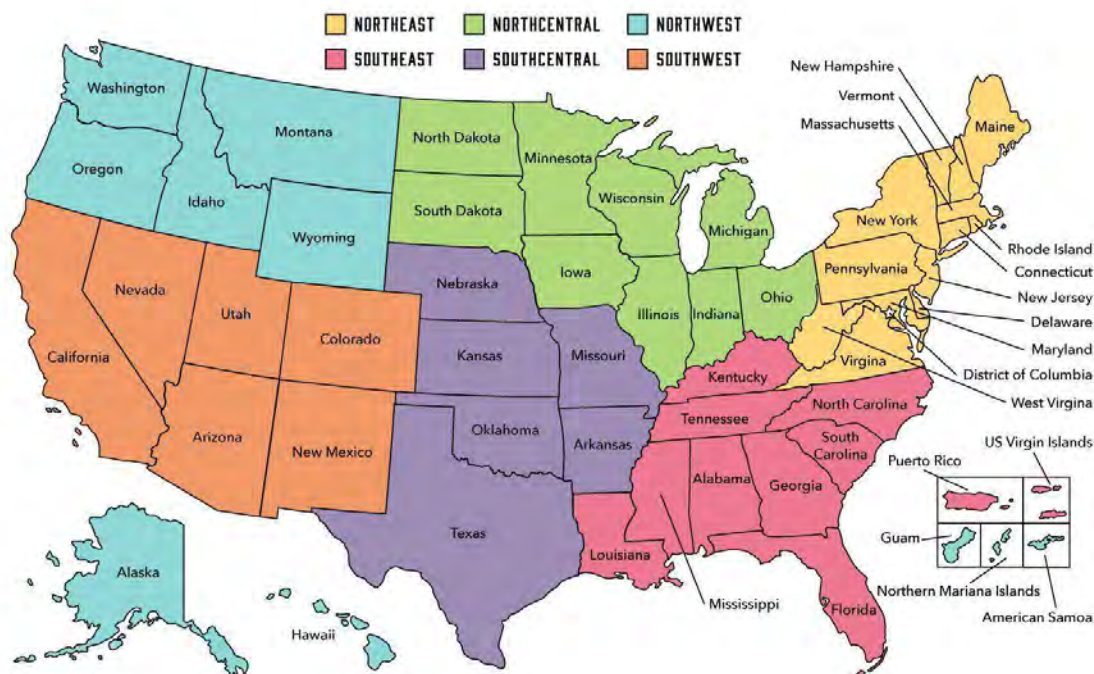 NORTHEAST
NORTHCENTRAL
NORTHWEST
SOUTHEAST
SOUTHCENTRAL
SOUTHWEST
Washington
Oregon
Idaho
Montana
Wyoming
North Dakota
South Dakota
Minnesota
Wisconsin
Michigan
Iowa
Illinois
Indiana
Ohio
New Hampshire
Vermont
Massachusetts
Maine
New York
Pennsylvania
Rhode Island
Connecticut
New Jersey
Delaware
Maryland
District of Columbia
West Virgina
Virgina
California
Nevada
Utah
Colorado
Arizona
New Mexico
Nebraska
Kansas
Missouri
Oklahoma
Arkansas
Texas
Kentucky
Tennessee
North Carolina
South
Carolina
Mississippi
Alabama
Georgia
Louisiana
Florida
Alaska
Hawaii
US Virgin Islands
Puerto Rico
Guam
Northern Mariana Islands
American Samoa